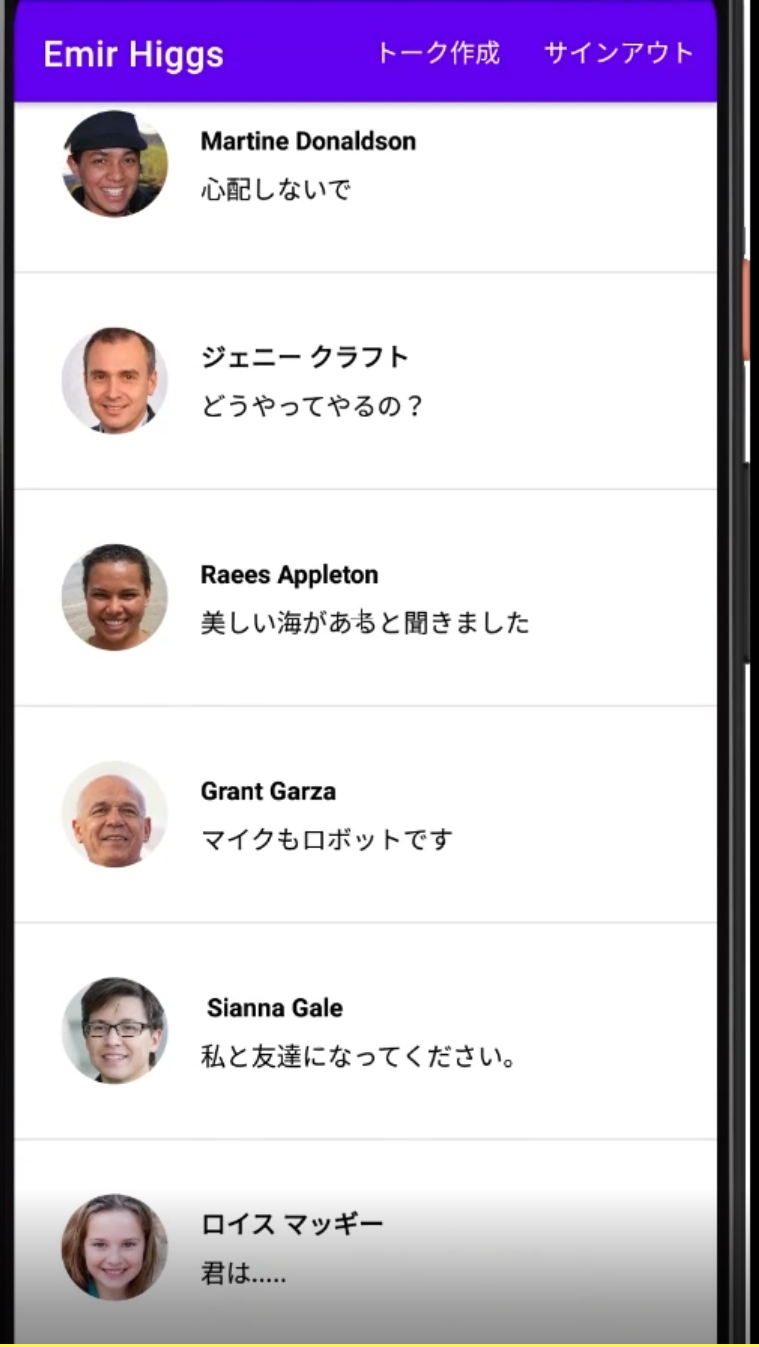 Emir Higgs トーク作成 サインアウト
Martine Donaldson
心配しないで
ジェニー クラフト
どうやってやるの？
Raees Appleton
美しい海があると聞きました
Grant Garza
マイクもロボットです
Sianna Gale
私と友達になってください。
ロイス マッギー
君は.....